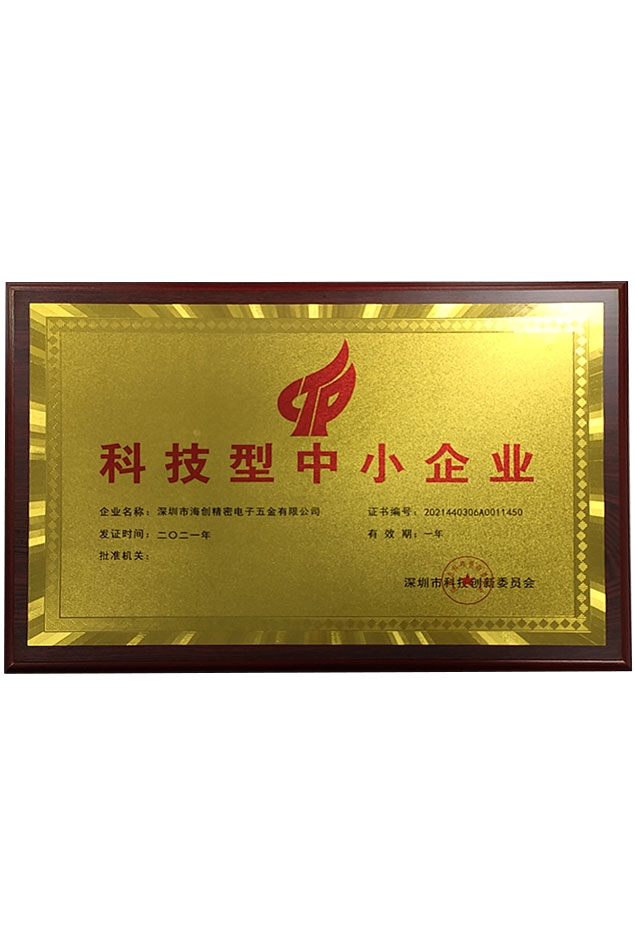 科技型中小企业
企业名称：深圳市海创精密电子五金有限公司
证书编号：2021440306A0011450
发证时间：二〇二一年
有 效 期：一年
批准机关：
深圳市科技创新委员会